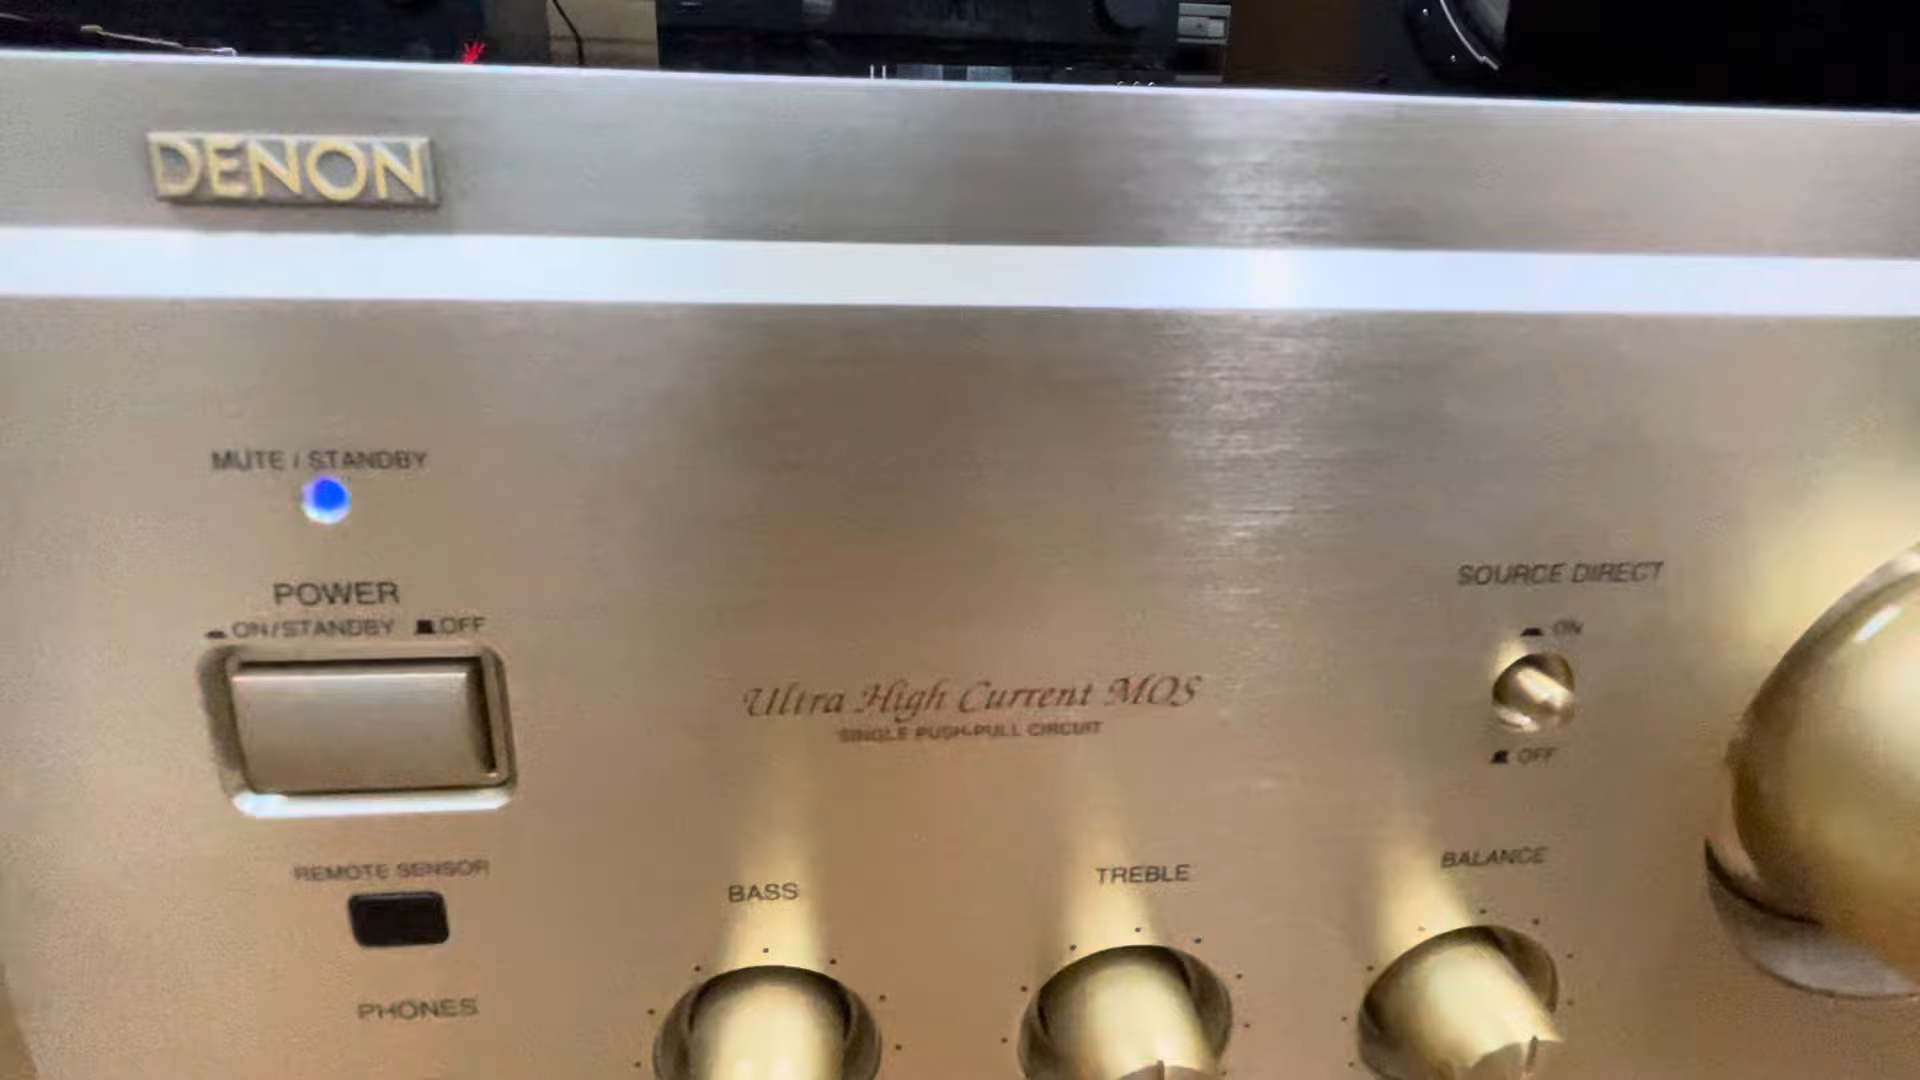 DENON
MUTE / STANDBY
POWER
ON/STANDBY OFF
SOURCE DIRECT
ON
OFF
Ultra High Current MOS
SINGLE PUSH-PULL CIRCUIT
REMOTE SENSOR
BASS
TREBLE
BALANCE
PHONES